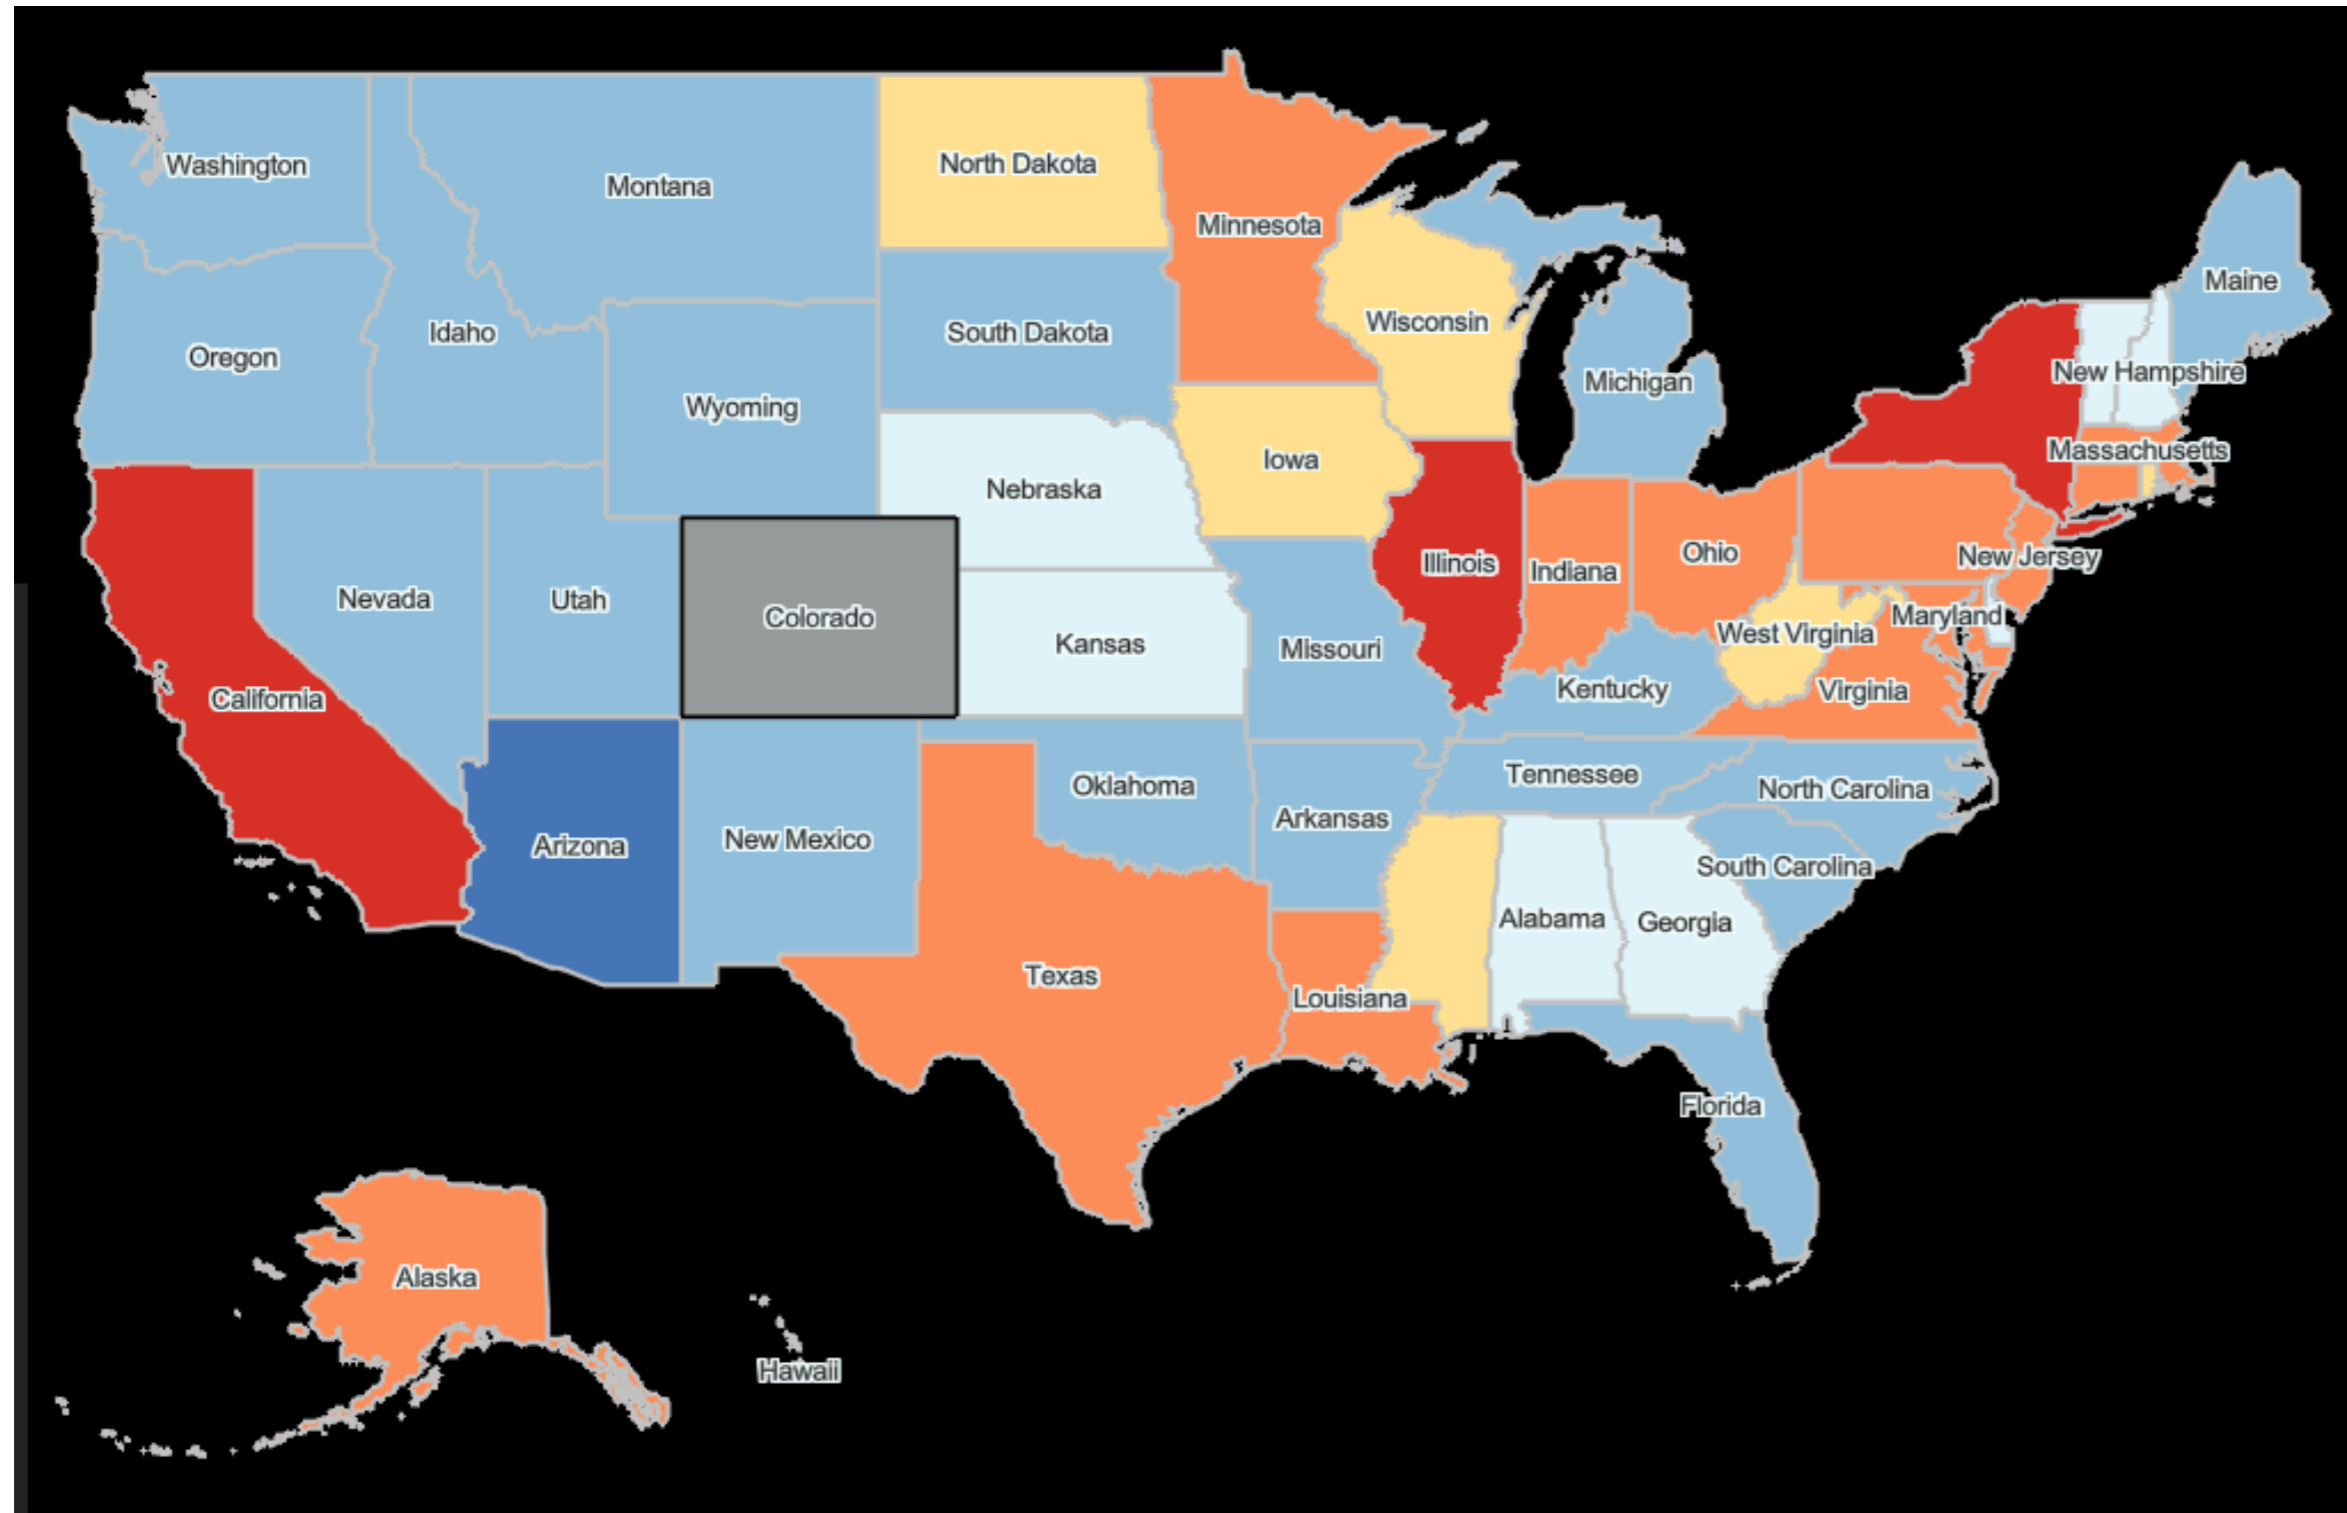 Washington
Montana
North Dakota
Minnesota
Maine
Idaho
Oregon
South Dakota
Wisconsin
Michigan
New Hampshire
Wyoming
Massachusetts
Iowa
Nebraska
Nevada
Utah
Colorado
Illinois
Indiana
Ohio
New Jersey
Maryland
West Virginia
Kansas
Missouri
Kentucky
Virginia
California
Arizona
New Mexico
Oklahoma
Arkansas
Tennessee
North Carolina
South Carolina
Alabama
Georgia
Texas
Louisiana
Florida
Alaska
Hawaii